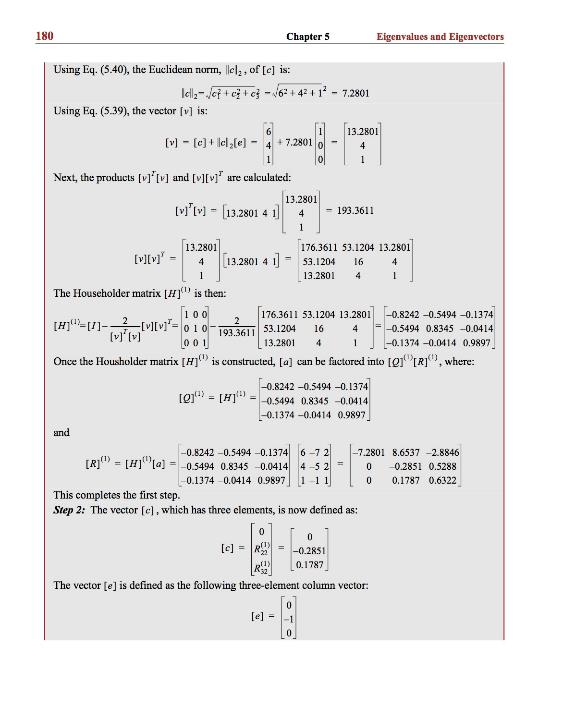 180 Chapter 5 Eigenvalues and Eigenvectors
Using Eq. (5.40), the Euclidean norm, ‖c‖₂, of [c] is:
‖c‖₂=√(c₁² + c₂² + c₃²) = √(6² + 4² + 1²) = 7.2801
Using Eq. (5.39), the vector [v] is:
[v] = [c] + ‖c‖₂[e] = [6; 4; 1] + 7.2801 [1; 0; 0] = [13.2801; 4; 1]
Next, the products [v]ᵀ[v] and [v][v]ᵀ are calculated:
[v]ᵀ[v] = [13.2801 4 1] [13.2801; 4; 1] = 193.3611
[v][v]ᵀ = [13.2801; 4; 1] [13.2801 4 1] = [176.3611 53.1204 13.2801; 53.1204 16 4; 13.2801 4 1]
The Householder matrix [H]⁽¹⁾ is then:
[H]⁽¹⁾=[I]− 2/([v]ᵀ[v]) [v][v]ᵀ= [1 0 0; 0 1 0; 0 0 1] − 2/193.3611 [176.3611 53.1204 13.2801; 53.1204 16 4; 13.2801 4 1] = [−0.8242 −0.5494 −0.1374; −0.5494 0.8345 −0.0414; −0.1374 −0.0414 0.9897]
Once the Housholder matrix [H]⁽¹⁾ is constructed, [a] can be factored into [Q]⁽¹⁾[R]⁽¹⁾, where:
[Q]⁽¹⁾ = [H]⁽¹⁾ = [−0.8242 −0.5494 −0.1374; −0.5494 0.8345 −0.0414; −0.1374 −0.0414 0.9897]
and
[R]⁽¹⁾ = [H]⁽¹⁾[a] = [−0.8242 −0.5494 −0.1374; −0.5494 0.8345 −0.0414; −0.1374 −0.0414 0.9897] [6 −7 2; 4 −5 2; 1 −1 1] = [−7.2801 8.6537 −2.8846; 0 −0.2851 0.5288; 0 0.1787 0.6322]
This completes the first step.
Step 2: The vector [c], which has three elements, is now defined as:
[c] = [0; R₂₂⁽¹⁾; R₃₂⁽¹⁾] = [0; −0.2851; 0.1787]
The vector [e] is defined as the following three-element column vector:
[e] = [0; −1; 0]